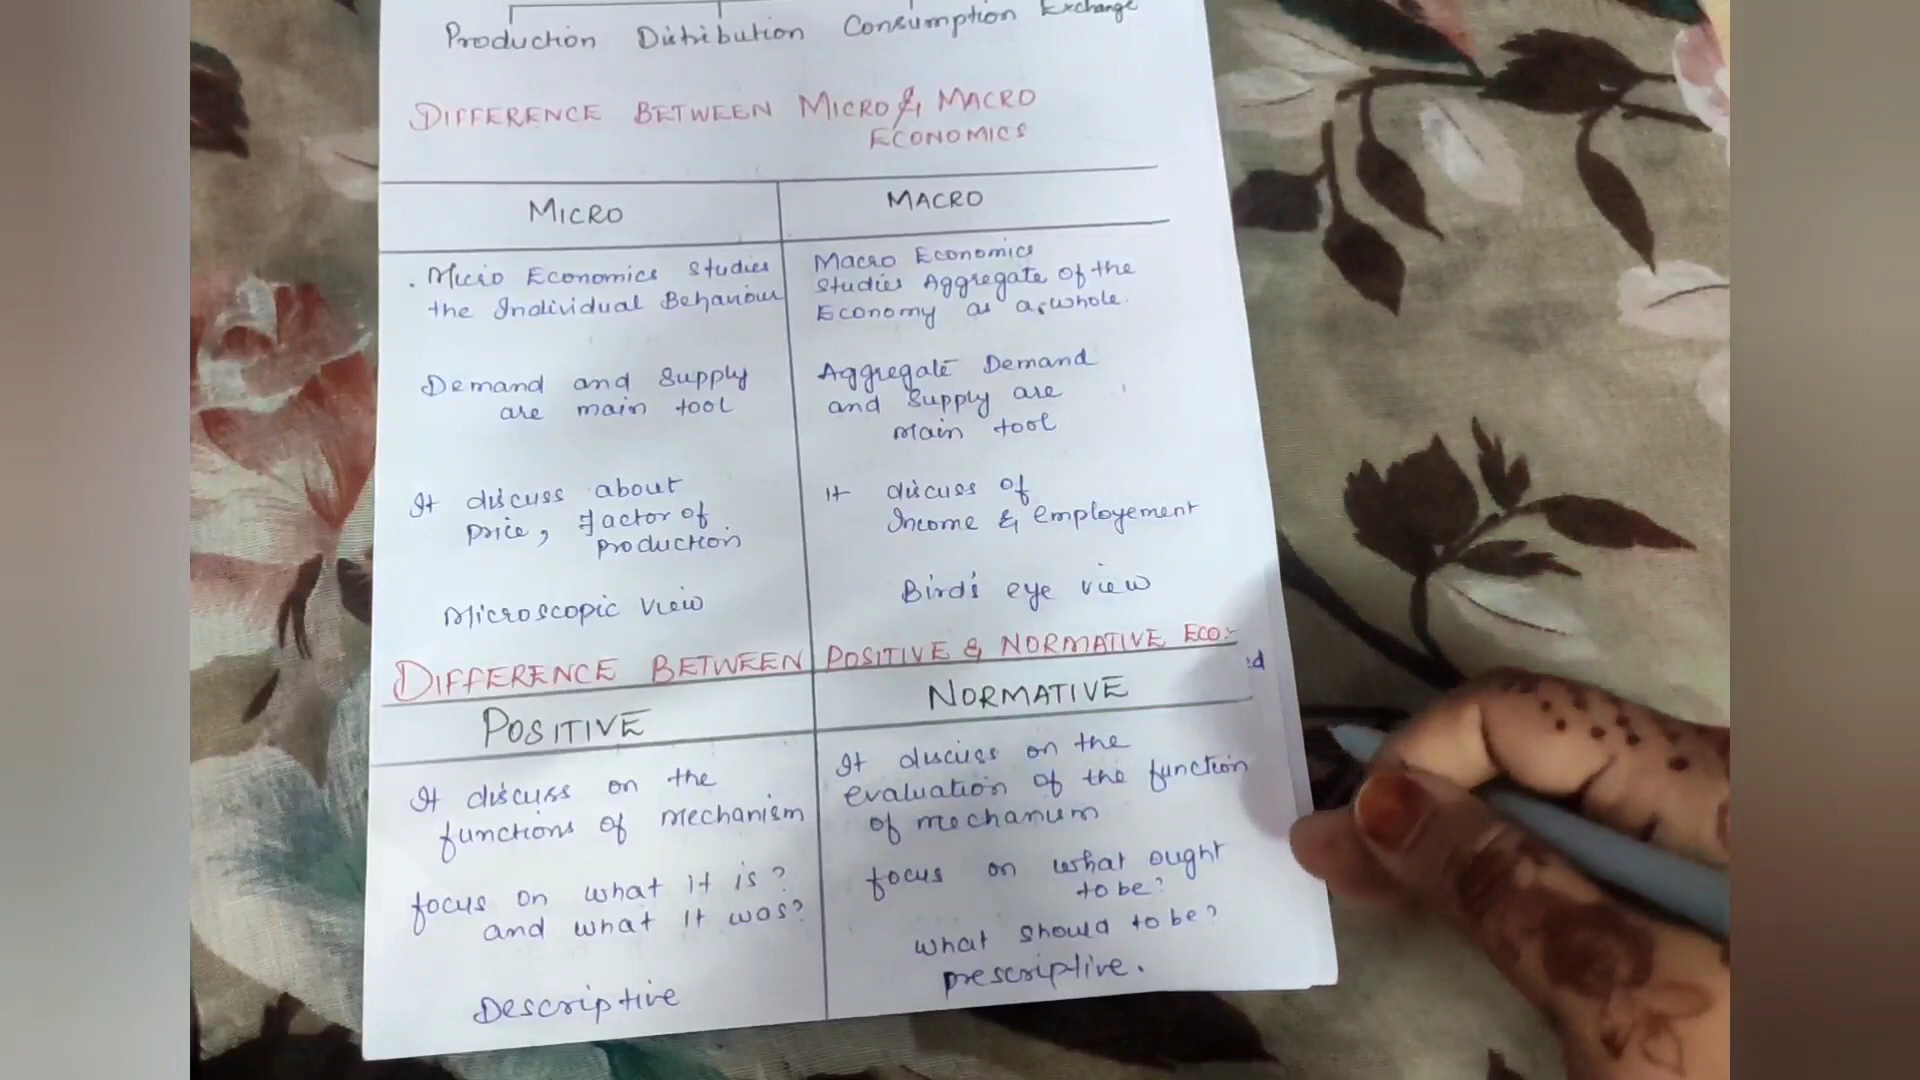 Production Distribution Consumption Exchange
DIFFERENCE BETWEEN MICRO & MACRO
ECONOMICS
MICRO
MACRO
. Micro Economics Studies
the Individual Behaviour
Macro Economics
Studies Aggregate of the
Economy as a whole.
Demand and Supply
are main tool
Aggregate Demand
and Supply are
main tool
It discuss about
price, factor of
production.
It discuss of
Income & employement
Microscopic view
Bird's eye view
DIFFERENCE BETWEEN POSITIVE & NORMATIVE ECO:-
POSITIVE
NORMATIVE
It discuss on the
functions of mechanism
It discuss on the
evaluation of the function
of mechanism
focus on what it is?
and what it was?
focus on what ought
to be?
what should to be?
Descriptive
prescriptive.